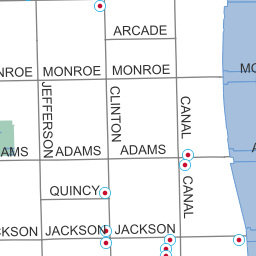 ARCADE
NROE MONROE MONROE MO
JEFFERSON
CLINTON
CANAL
AMS ADAMS ADAMS A
CANAL
QUINCY
CKSON JACKSON JACKSON